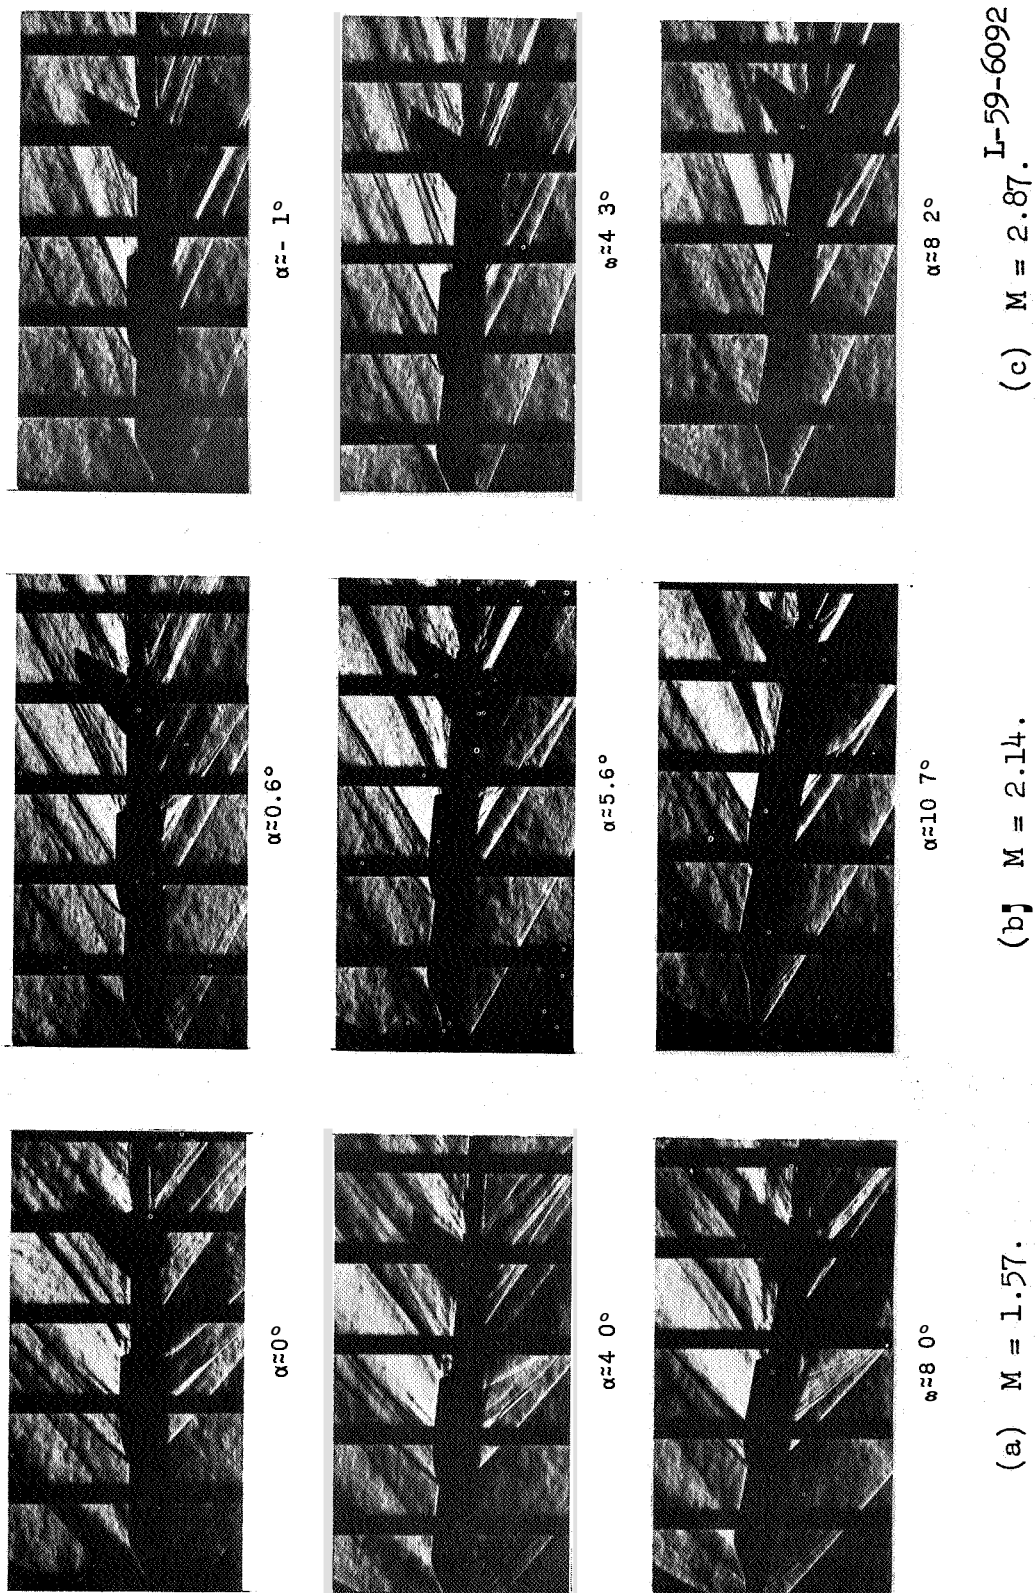 α≈0°
α≈0.6°
α≈- 1°
α≈4 0°
α≈5.6°
α≈4 3°
α≈8 0°
α≈10 7°
α≈8 2°
L-59-6092
(a) M = 1.57.
(b) M = 2.14.
(c) M = 2.87.